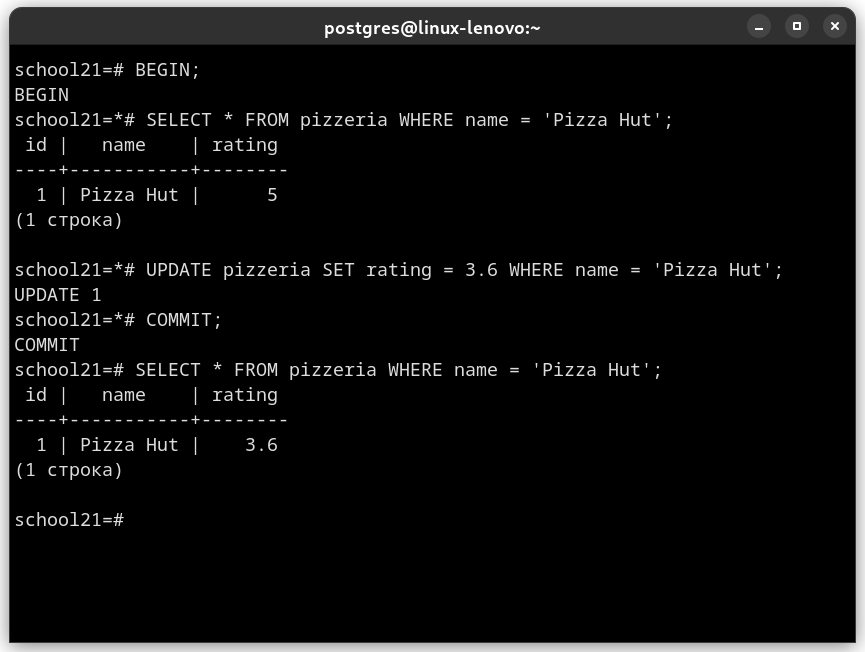 postgres@linux-lenovo:~
school21=# BEGIN;
BEGIN
school21=*# SELECT * FROM pizzeria WHERE name = 'Pizza Hut';
 id |   name    | rating
----+-----------+--------
  1 | Pizza Hut |      5
(1 строка)
school21=*# UPDATE pizzeria SET rating = 3.6 WHERE name = 'Pizza Hut';
UPDATE 1
school21=*# COMMIT;
COMMIT
school21=# SELECT * FROM pizzeria WHERE name = 'Pizza Hut';
 id |   name    | rating
----+-----------+--------
  1 | Pizza Hut |    3.6
(1 строка)
school21=#